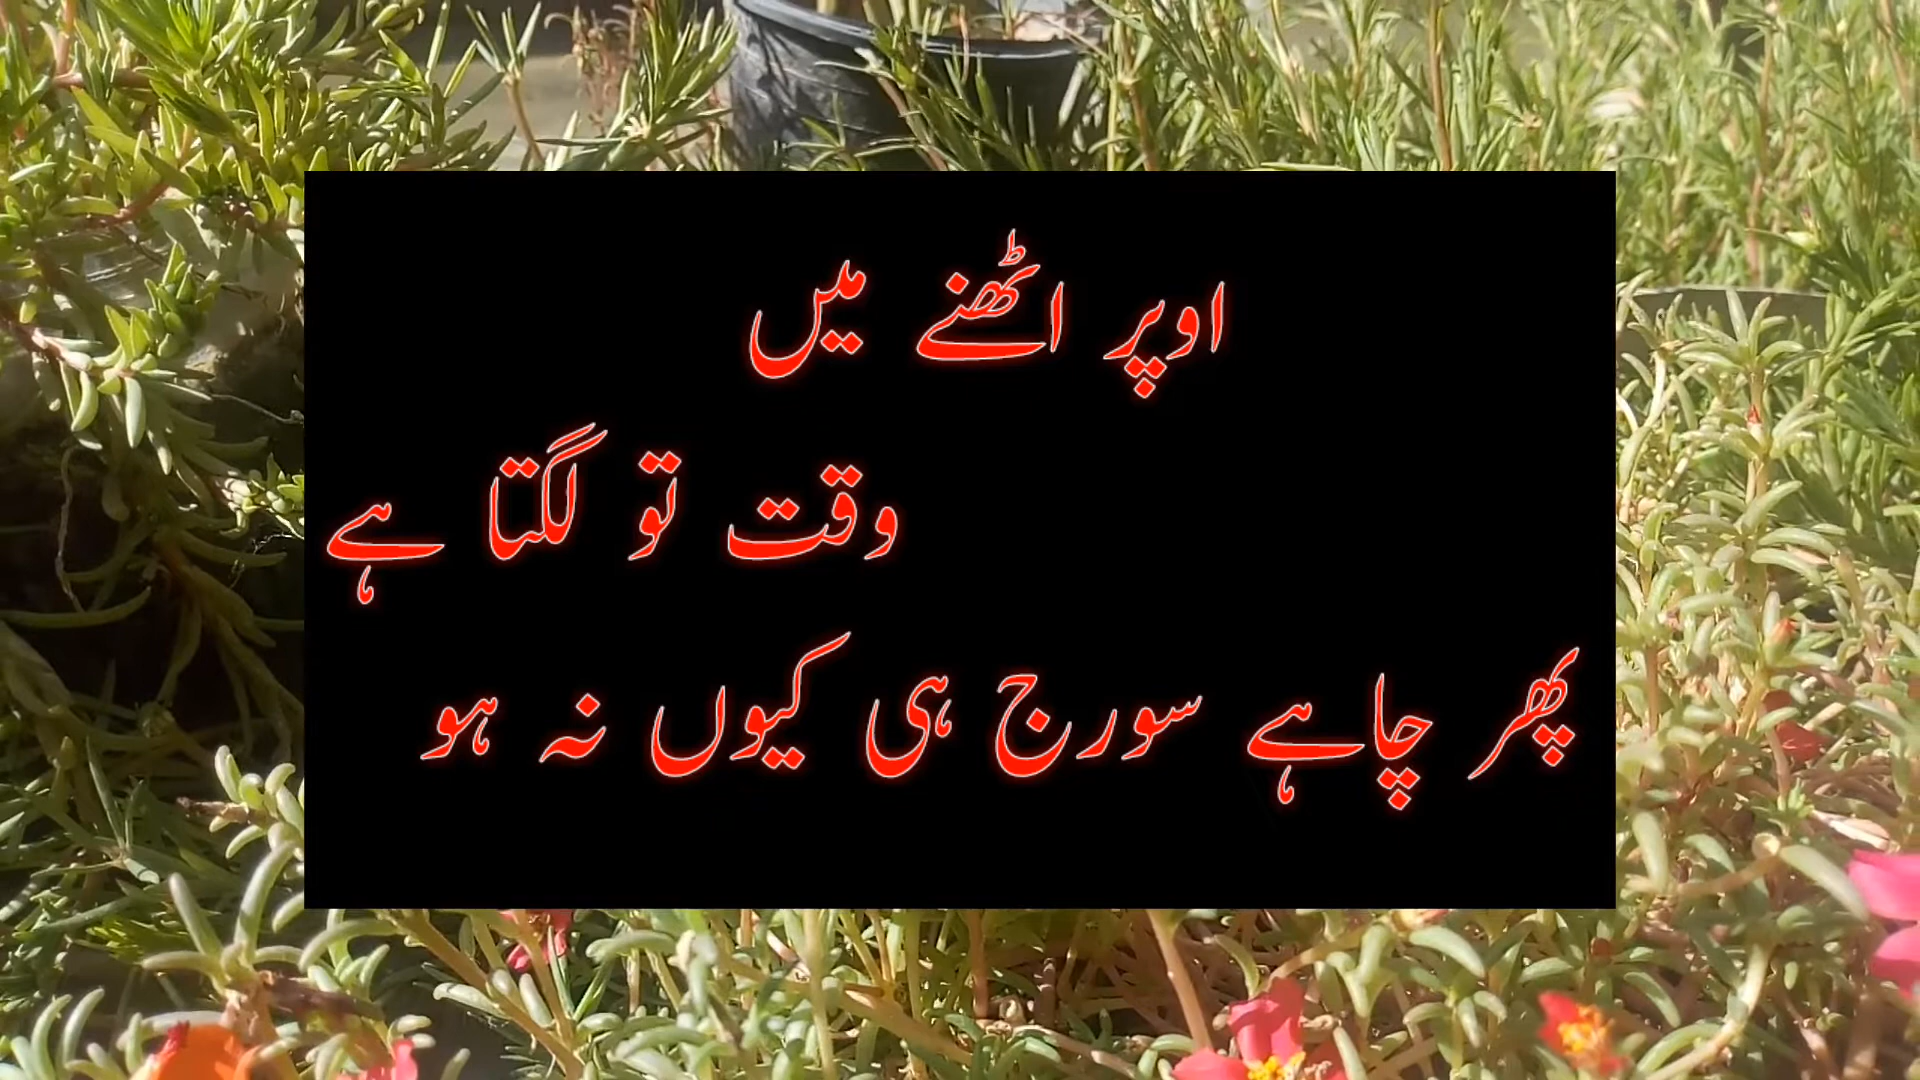 اوپر اٹھنے میں
وقت تو لگتا ہے
پھر چاہے سورج ہی کیوں نہ ہو